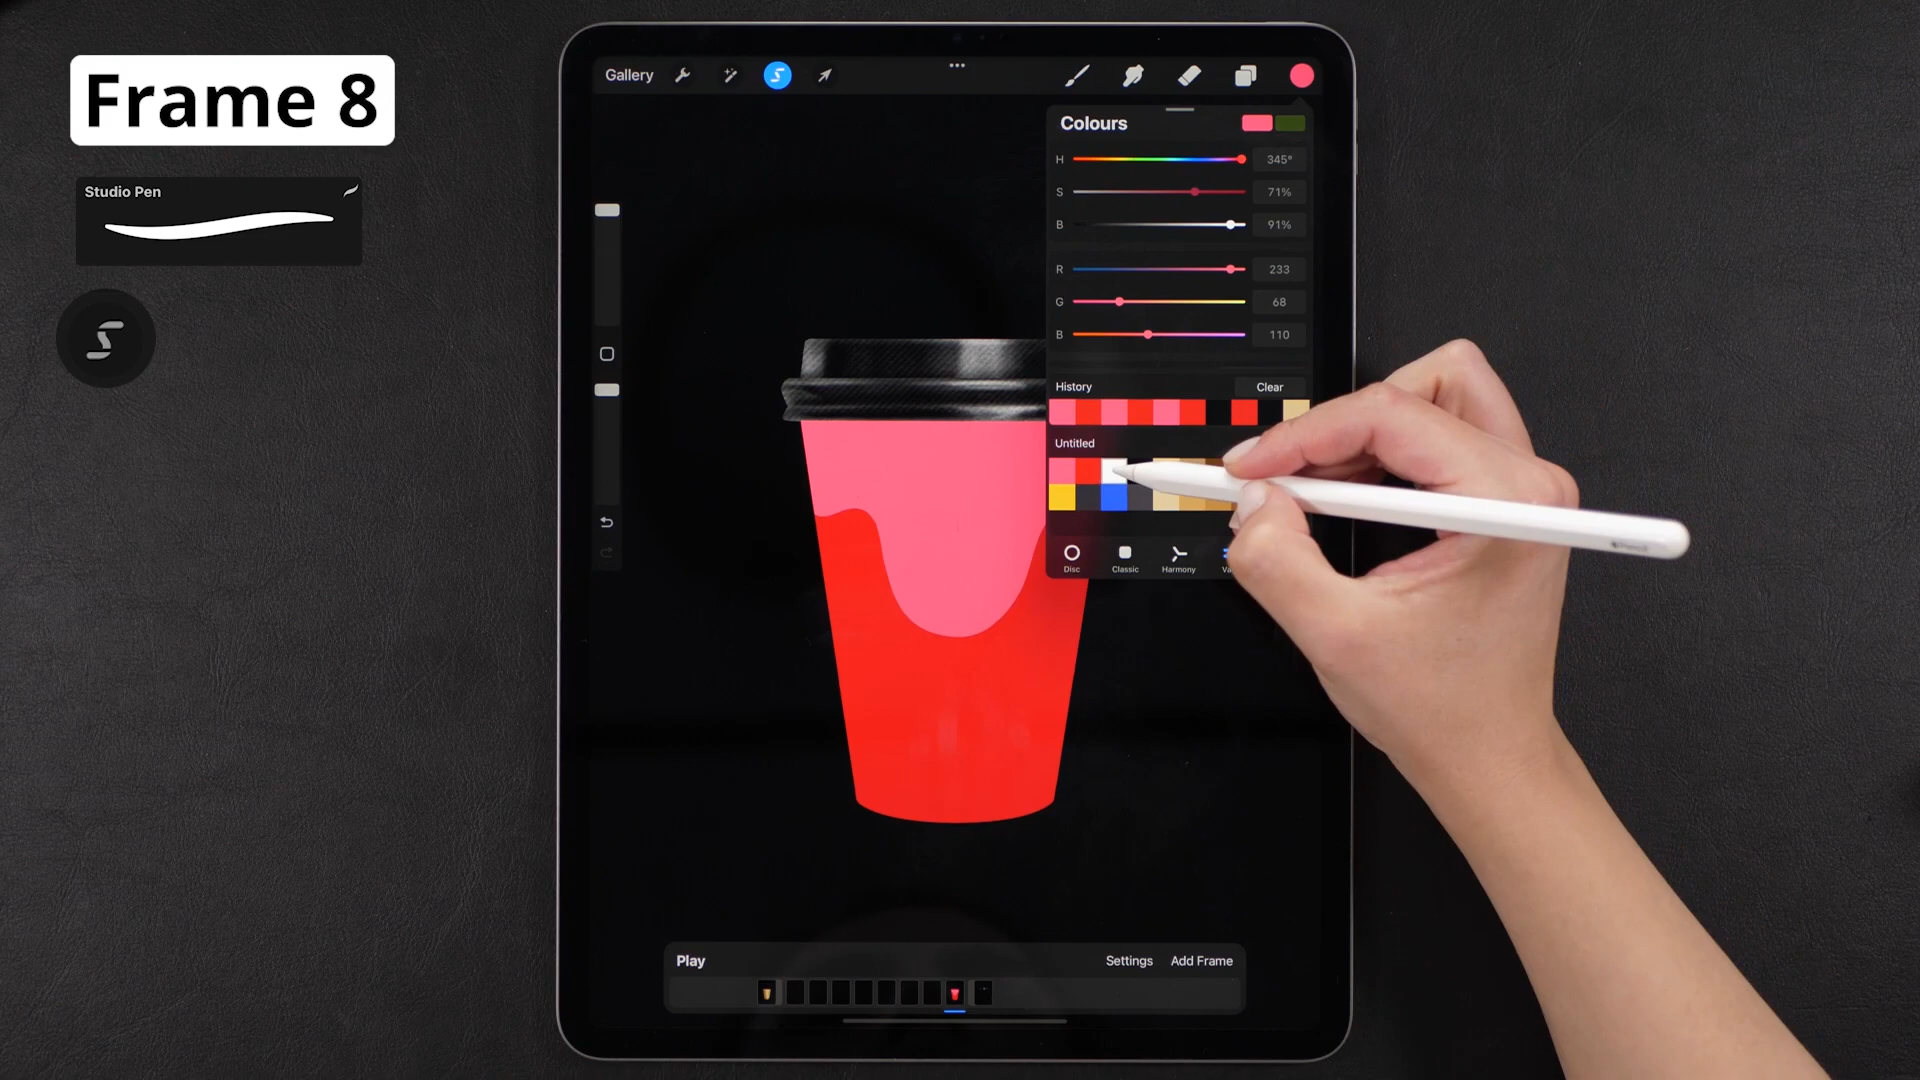 Frame 8
Studio Pen
Gallery
Colours
H 345°
S 71%
B 91%
R 233
G 68
B 110
History Clear
Untitled
Disc Classic Harmony
Play Settings Add Frame